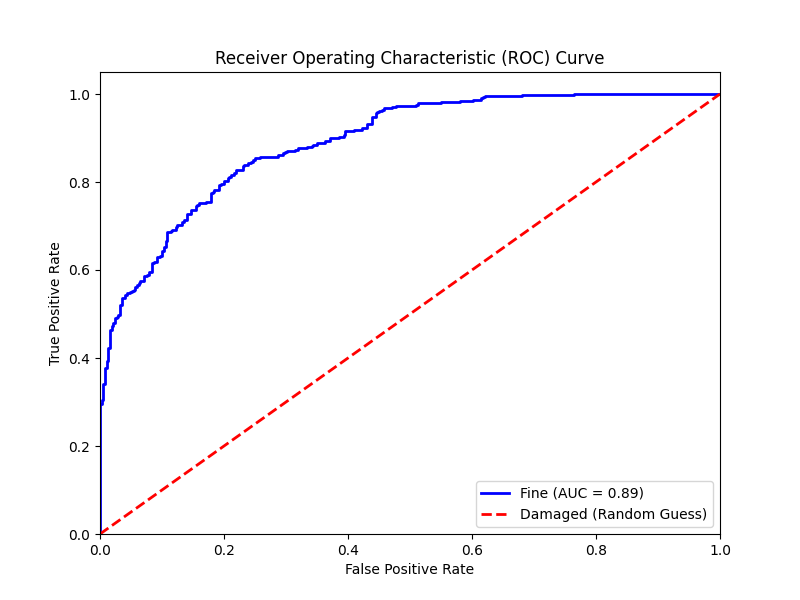 Receiver Operating Characteristic (ROC) Curve
True Positive Rate
1.0
0.8
0.6
0.4
0.2
0.0
0.0 0.2 0.4 0.6 0.8 1.0
False Positive Rate
Fine (AUC = 0.89)
Damaged (Random Guess)